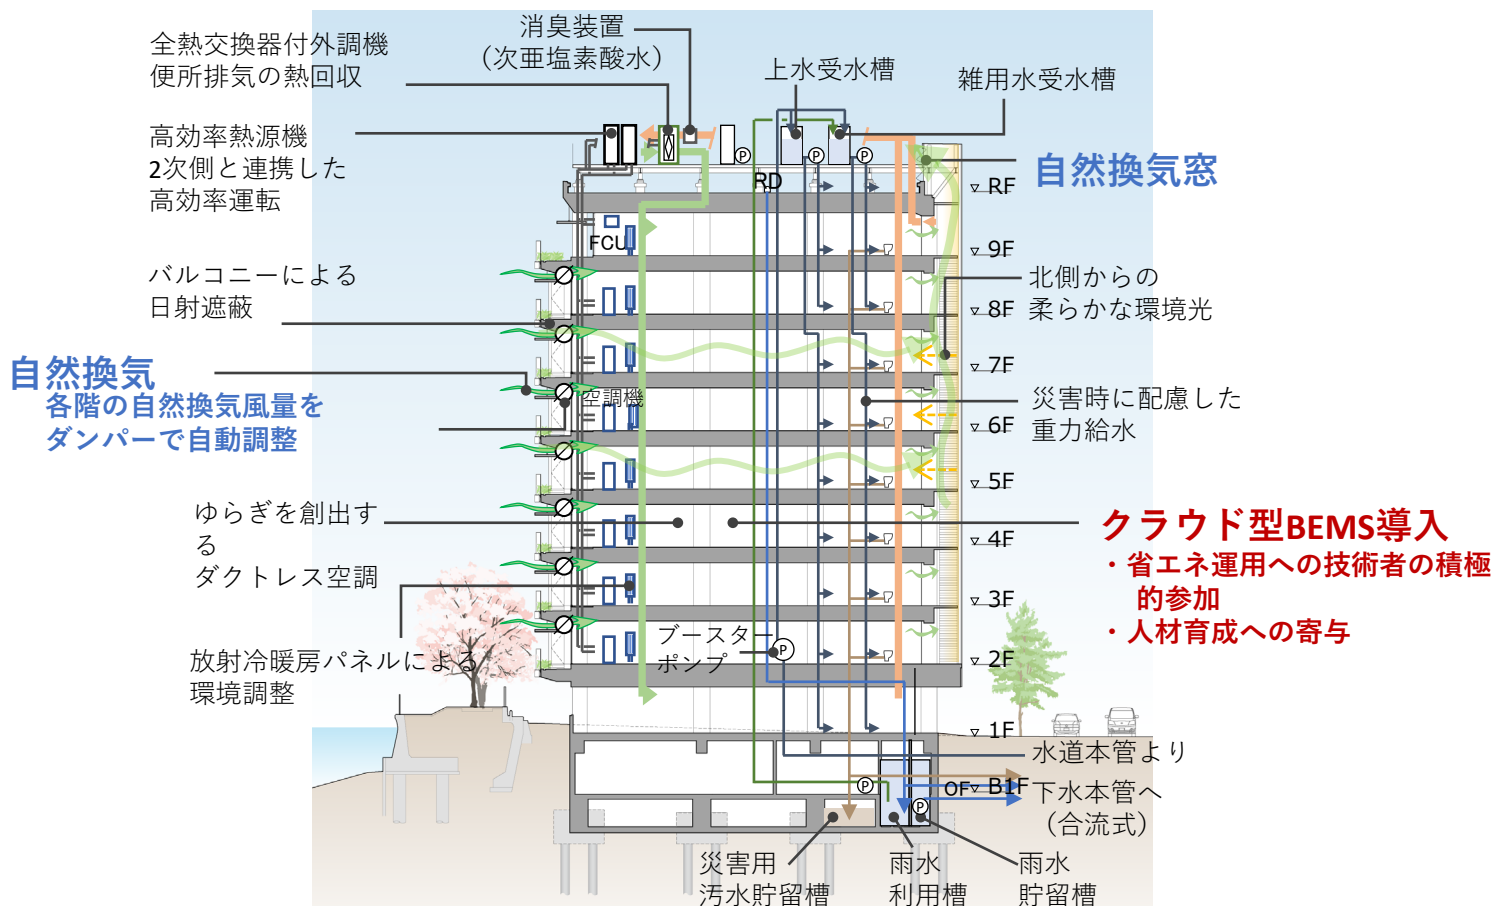 全熱交換器付外調機
便所排気の熱回収
消臭装置
（次亜塩素酸水）
上水受水槽
雑用水受水槽
高効率熱源機
2次側と連携した
高効率運転
自然換気窓
RD
RF
FCU
9F
バルコニーによる
日射遮蔽
北側からの
柔らかな環境光
8F
7F
自然換気
各階の自然換気風量を
ダンパーで自動調整
空調機
災害時に配慮した
重力給水
6F
5F
ゆらぎを創出す
る
ダクトレス空調
クラウド型BEMS導入
・省エネ運用への技術者の積極
的参加
・人材育成への寄与
4F
3F
放射冷暖房パネルによる
環境調整
ブースター
ポンプ
P
P
P
P
2F
1F
水道本管より
P
OF
B1F
下水本管へ
（合流式）
P
災害用
汚水貯留槽
雨水
利用槽
雨水
貯留槽